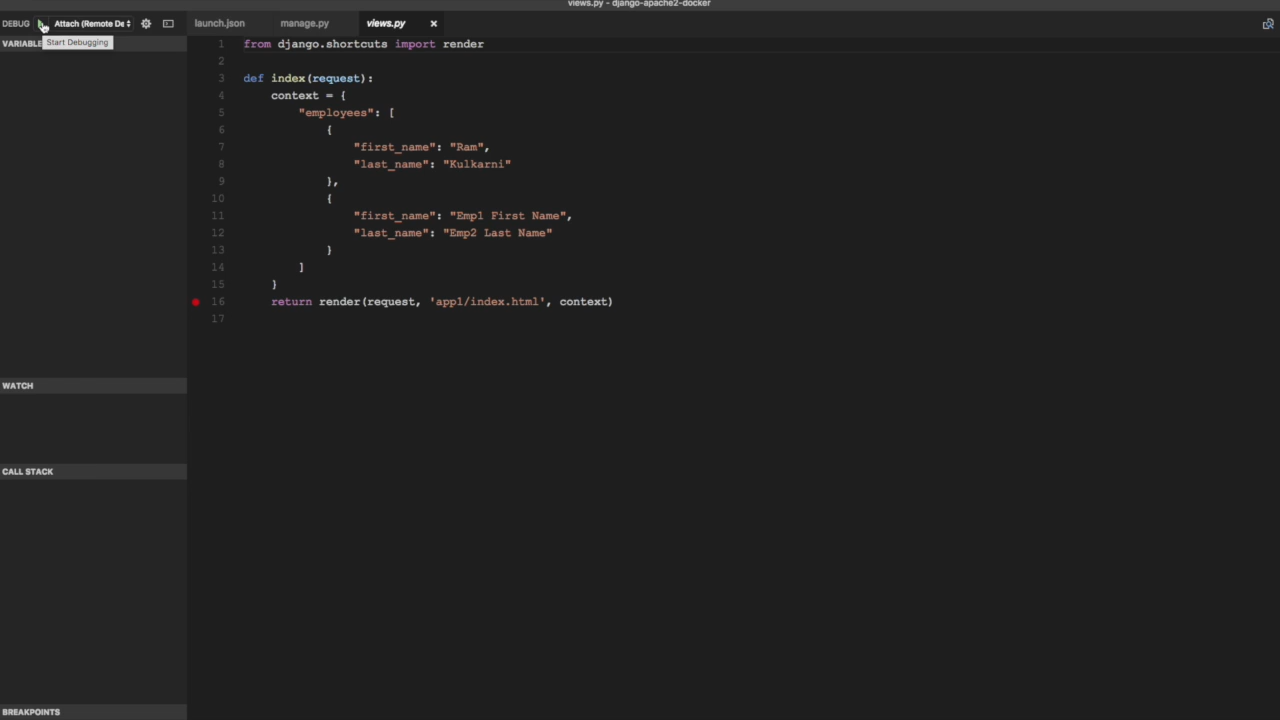 views.py - django-apache2-docker
DEBUG Attach (Remote De launch.json manage.py views.py
Start Debugging
VARIABLE
1 from django.shortcuts import render
2
3 def index(request):
4 context = {
5 "employees": [
6 {
7 "first_name": "Ram",
8 "last_name": "Kulkarni"
9 },
10 {
11 "first_name": "Emp1 First Name",
12 "last_name": "Emp2 Last Name"
13 }
14 ]
15 }
16 return render(request, 'app1/index.html', context)
17
WATCH
CALL STACK
BREAKPOINTS